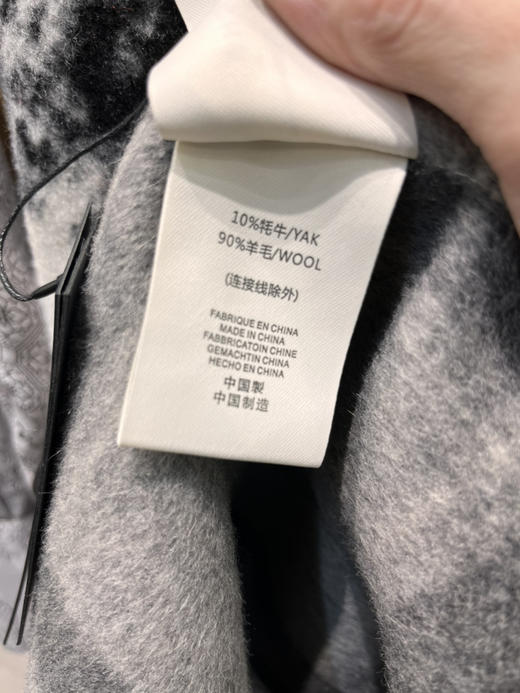 10%牦牛/YAK
90%羊毛/WOOL
(连接线除外)
FABRIQUE EN CHINA
MADE IN CHINA
FABBRICATOIN CHINE
GEMACHTIN CHINA
HECHO EN CHINA
中国製
中国制造